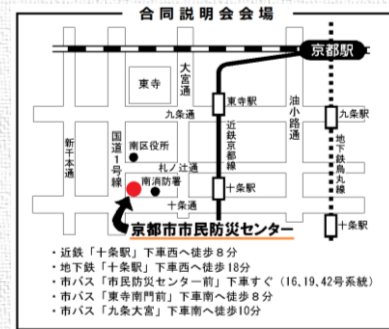 合同説明会会場
京都駅
東寺
大宮通
東寺駅
油小路通
九条通
九条駅
新千本通
国道1号線
南区役所
近鉄京都線
地下鉄烏丸線
札ノ辻通
南消防署
十条駅
十条通
十条駅
京都市市民防災センター
・近鉄「十条駅」下車西へ徒歩8分
・地下鉄「十条駅」下車西へ徒歩18分
・市バス「市民防災センター前」下車すぐ（16,19,42号系統）
・市バス「東寺南門前」下車南へ徒歩8分
・市バス「九条大宮」下車南へ徒歩10分